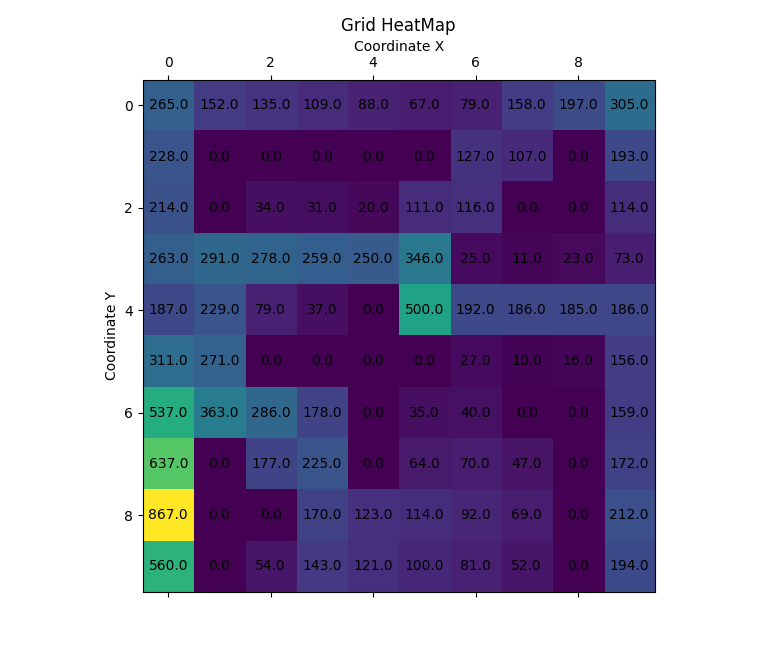 Grid HeatMap
Coordinate X
0 2 4 6 8
0 265.0 152.0 135.0 109.0 88.0 67.0 79.0 158.0 197.0 305.0
228.0 0.0 0.0 0.0 0.0 0.0 127.0 107.0 0.0 193.0
2 214.0 0.0 34.0 31.0 20.0 111.0 116.0 0.0 0.0 114.0
263.0 291.0 278.0 259.0 250.0 346.0 25.0 11.0 23.0 73.0
4 187.0 229.0 79.0 37.0 0.0 500.0 192.0 186.0 185.0 186.0
Coordinate Y
311.0 271.0 0.0 0.0 0.0 0.0 27.0 10.0 16.0 156.0
6 537.0 363.0 286.0 178.0 0.0 35.0 40.0 0.0 0.0 159.0
637.0 0.0 177.0 225.0 0.0 64.0 70.0 47.0 0.0 172.0
8 867.0 0.0 0.0 170.0 123.0 114.0 92.0 69.0 0.0 212.0
560.0 0.0 54.0 143.0 121.0 100.0 81.0 52.0 0.0 194.0